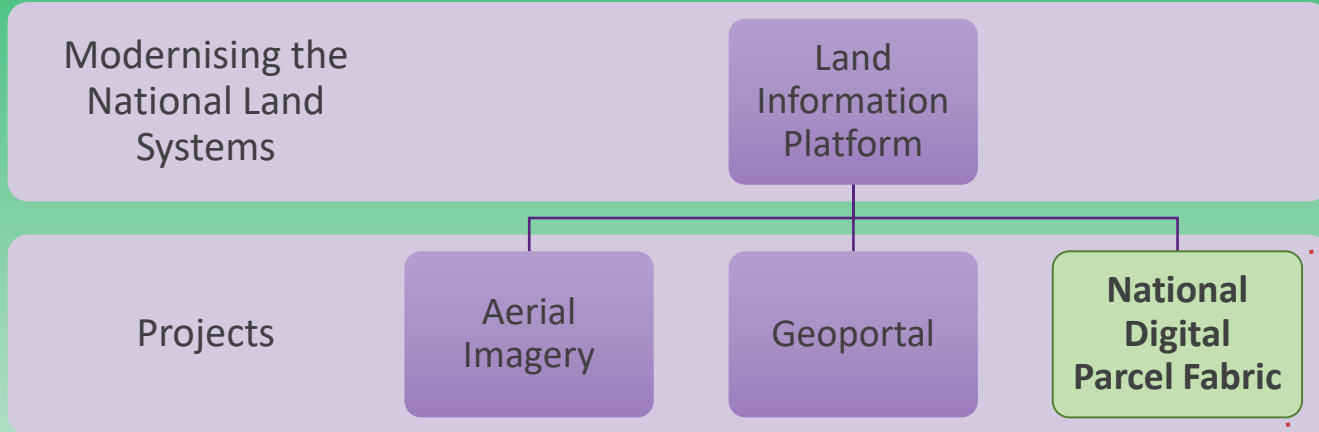 Modernising the
National Land
Systems
Land
Information
Platform
Projects
Aerial
Imagery
Geoportal
National
Digital
Parcel Fabric